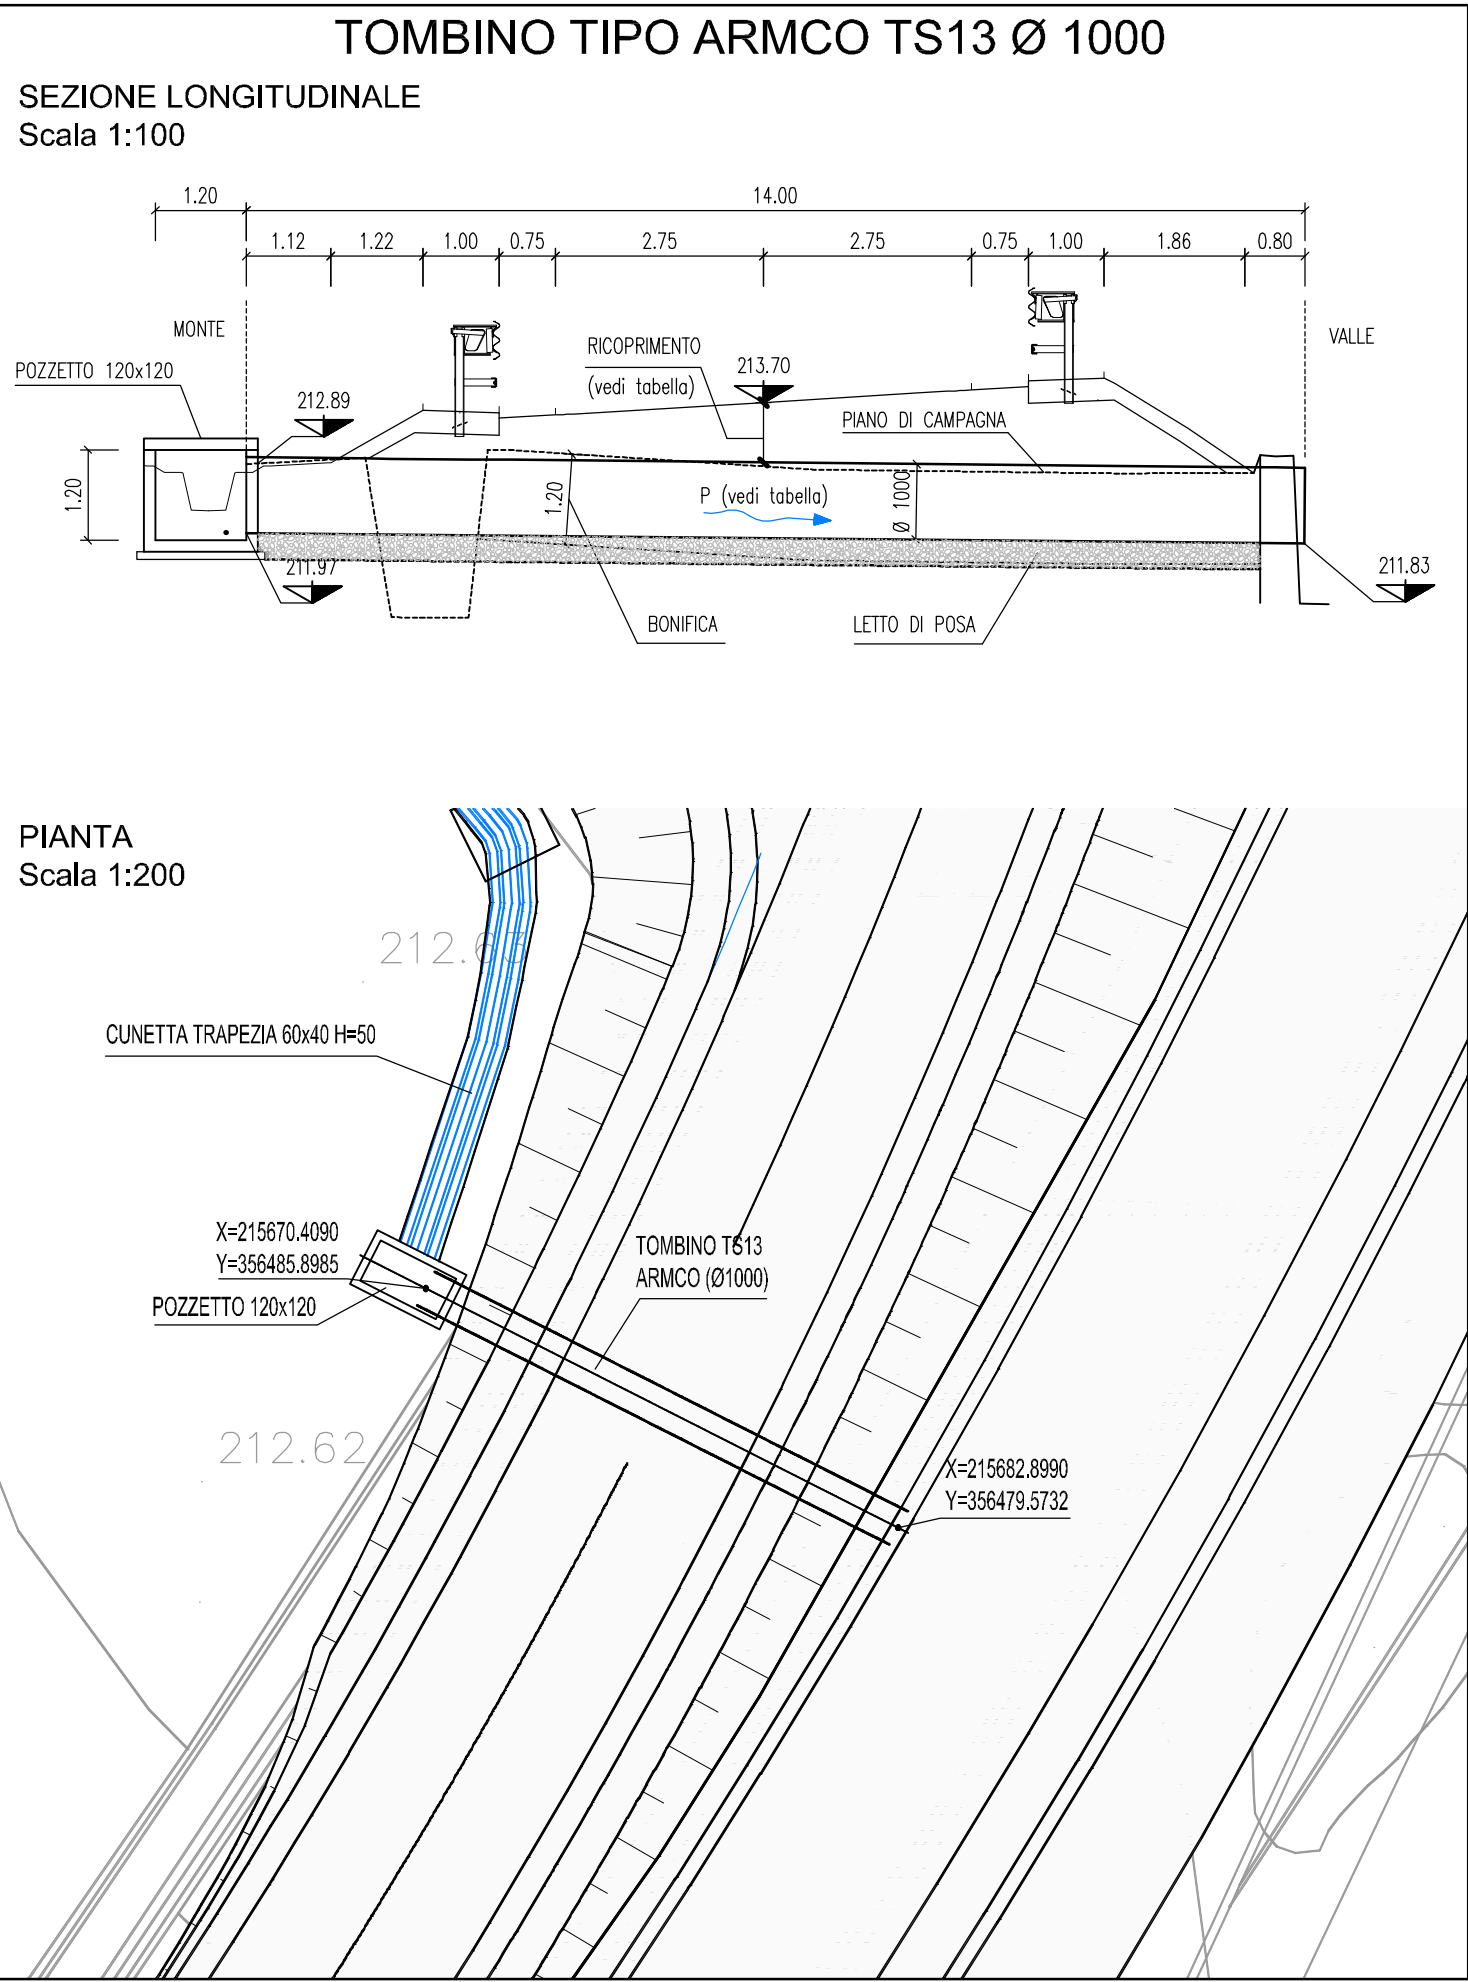 TOMBINO TIPO ARMCO TS13 Ø 1000
SEZIONE LONGITUDINALE
Scala 1:100
1.20
14.00
1.12
1.22
1.00
0.75
2.75
2.75
0.75
1.00
1.86
0.80
MONTE
VALLE
POZZETTO 120x120
RICOPRIMENTO
(vedi tabella)
213.70
212.89
PIANO DI CAMPAGNA
1.20
1.20
P (vedi tabella)
Ø 1000
211.97
211.83
BONIFICA
LETTO DI POSA
PIANTA
Scala 1:200
212.63
CUNETTA TRAPEZIA 60x40 H=50
X=215670.4090
Y=356485.8985
POZZETTO 120x120
TOMBINO TS13
ARMCO (Ø1000)
212.62
X=215682.8990
Y=356479.5732